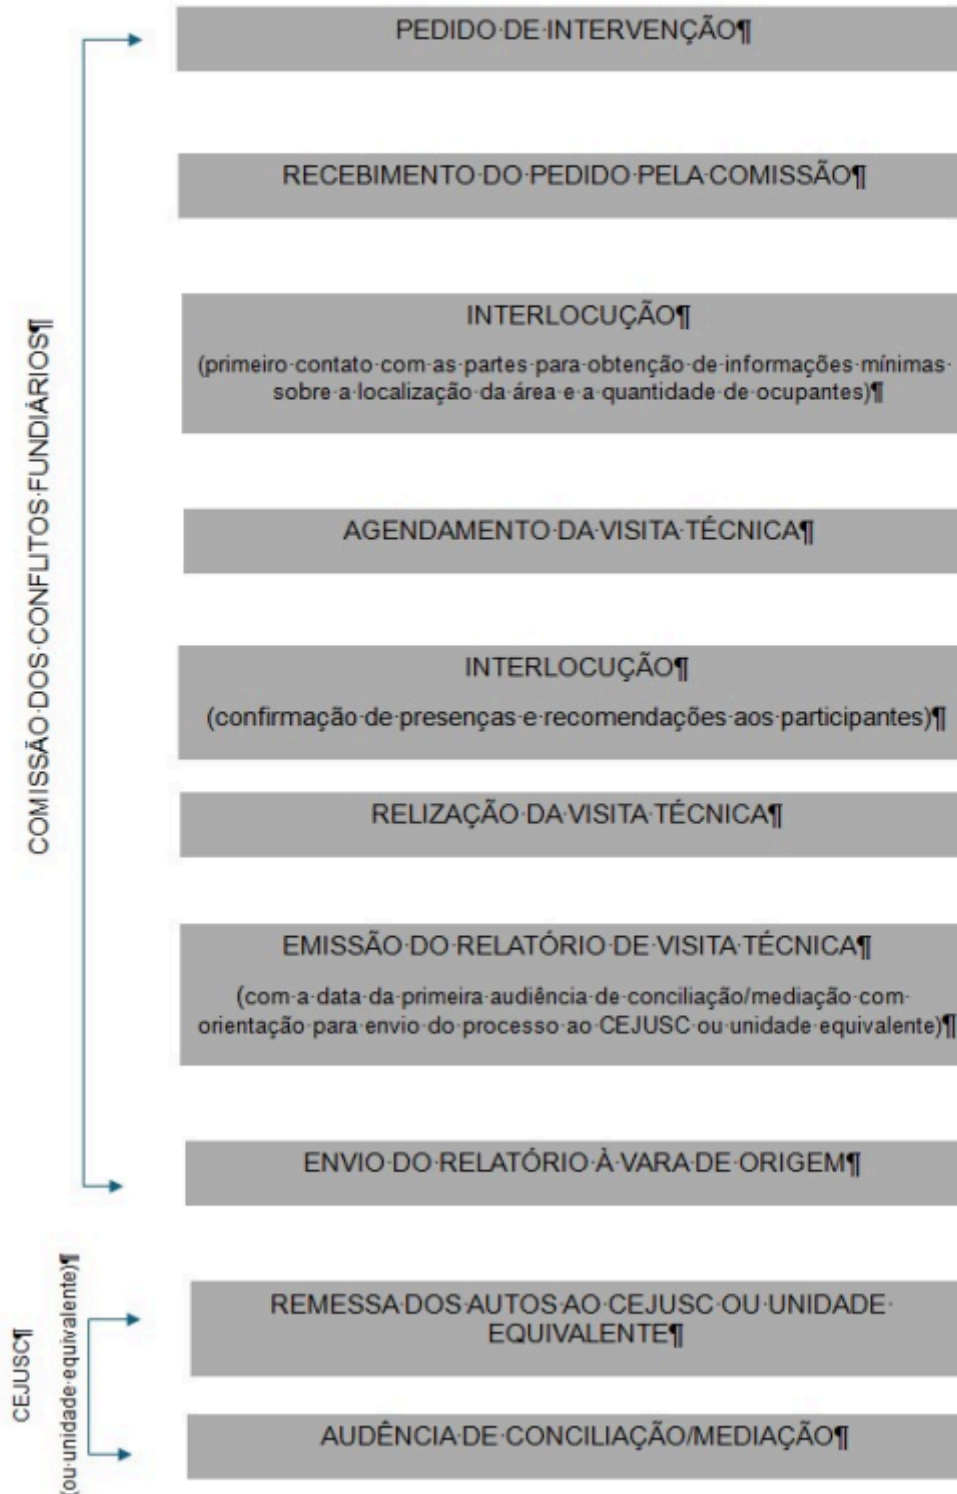 PEDIDO·DE·INTERVENÇÃO¶
RECEBIMENTO·DO·PEDIDO·PELA·COMISSÃO¶
INTERLOCUÇÃO¶
(primeiro·contato·com·as·partes·para·obtenção·de·informações·mínimas·
sobre·a·localização·da·área·e·a·quantidade·de·ocupantes)¶
AGENDAMENTO·DA·VISITA·TÉCNICA¶
INTERLOCUÇÃO¶
(confirmação·de·presenças·e·recomendações·aos·participantes)¶
RELIZAÇÃO·DA·VISITA·TÉCNICA¶
EMISSÃO·DO·RELATÓRIO·DE·VISITA·TÉCNICA¶
(com·a·data·da·primeira·audiência·de·conciliação/mediação·com·
orientação·para·envio·do·processo·ao·CEJUSC·ou·unidade·equivalente)¶
ENVIO·DO·RELATÓRIO·À·VARA·DE·ORIGEM¶
COMISSÃO·DOS·CONFLITOS·FUNDIÁRIOS¶
REMESSA·DOS·AUTOS·AO·CEJUSC·OU·UNIDADE·
EQUIVALENTE¶
AUDÊNCIA·DE·CONCILIAÇÃO/MEDIAÇÃO¶
CEJUSC¶
(ou·unidade·equivalente)¶